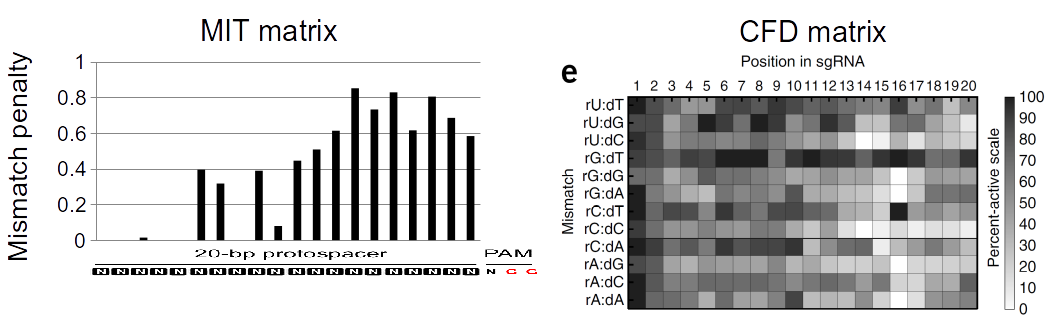 MIT matrix
Mismatch penalty
1
0.8
0.6
0.4
0.2
0
20-bp protospacer
PAM
N N N N N N N N N N N N N N N N N N N N N G G
CFD matrix
e
Position in sgRNA
1 2 3 4 5 6 7 8 9 10 11 12 13 14 15 16 17 18 19 20
Mismatch
rU:dT
rU:dG
rU:dC
rG:dT
rG:dG
rG:dA
rC:dT
rC:dC
rC:dA
rA:dG
rA:dC
rA:dA
100
90
80
70
60
50
40
30
20
10
0
Percent-active scale